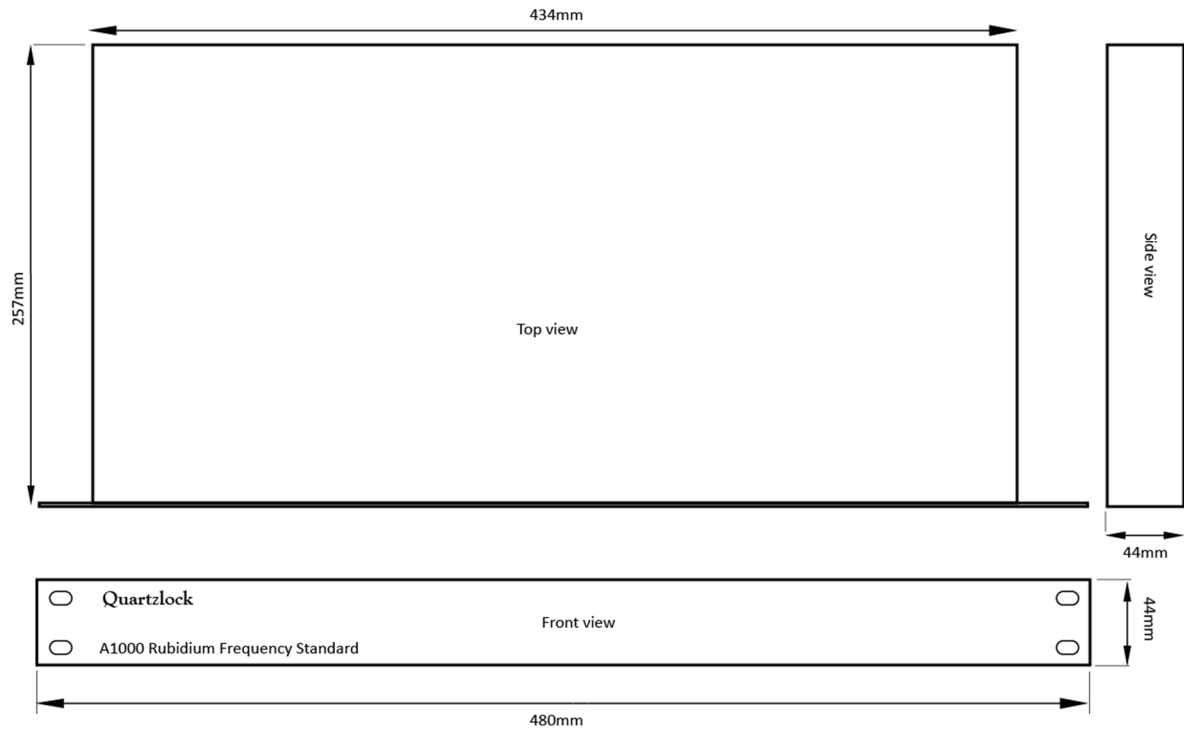 434mm
257mm
Top view
Side view
44mm
Quartzlock
Front view
44mm
A1000 Rubidium Frequency Standard
480mm